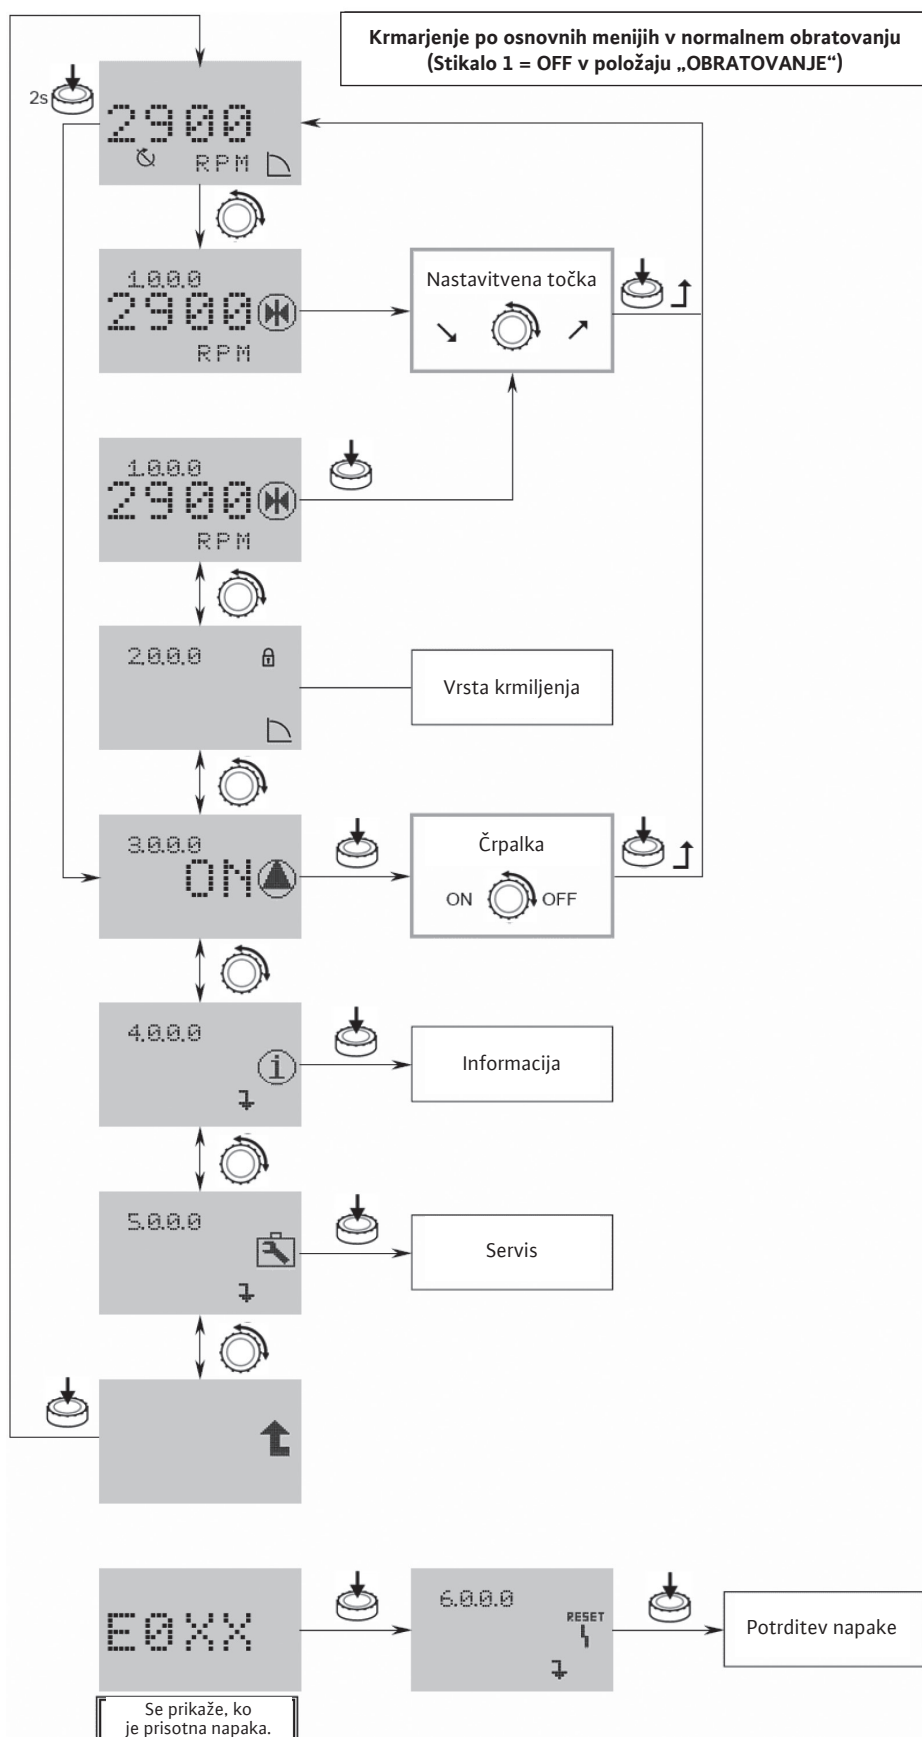 Krmarjenje po osnovnih menijih v normalnem obratovanju
(Stikalo 1 = OFF v položaju „OBRATOVANJE“)
2s
2900
RPM
1.0.0.0
2900
RPM
Nastavitvena točka
1.0.0.0
2900
RPM
2.0.0.0
Vrsta krmiljenja
3.0.0.0
ON
Črpalka
ON
OFF
4.0.0.0
i
Informacija
5.0.0.0
Servis
E0XX
6.0.0.0
RESET
Potrditev napake
Se prikaže, ko
je prisotna napaka.